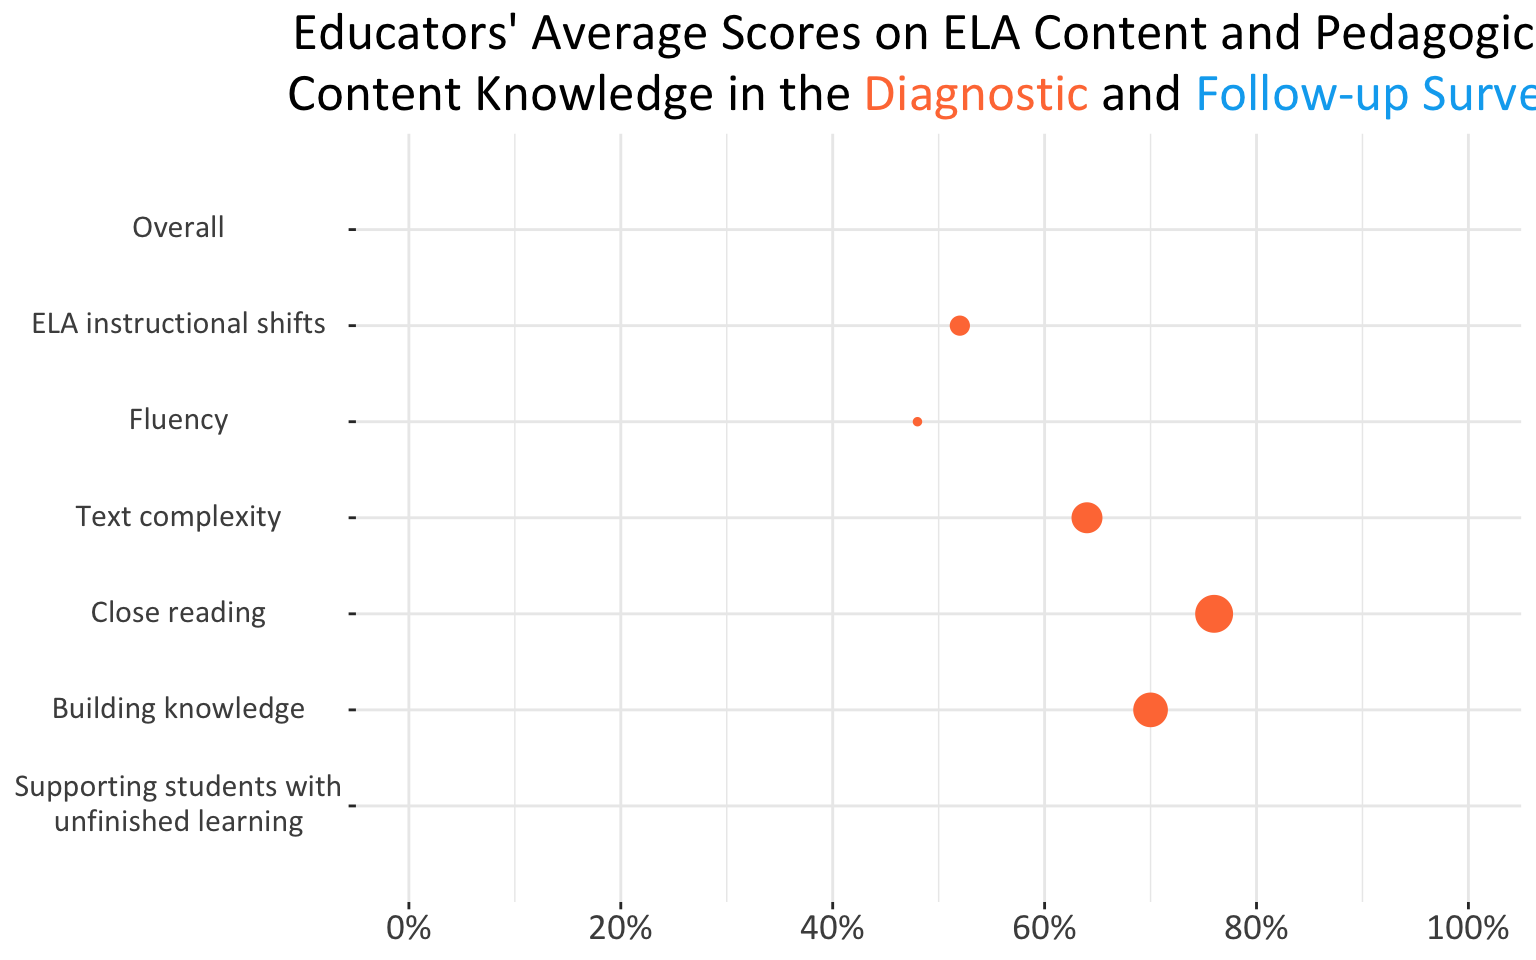 Educators' Average Scores on ELA Content and Pedagogic
Content Knowledge in the Diagnostic and Follow-up Surve
Overall
ELA instructional shifts
Fluency
Text complexity
Close reading
Building knowledge
Supporting students with
unfinished learning
0% 20% 40% 60% 80% 100%